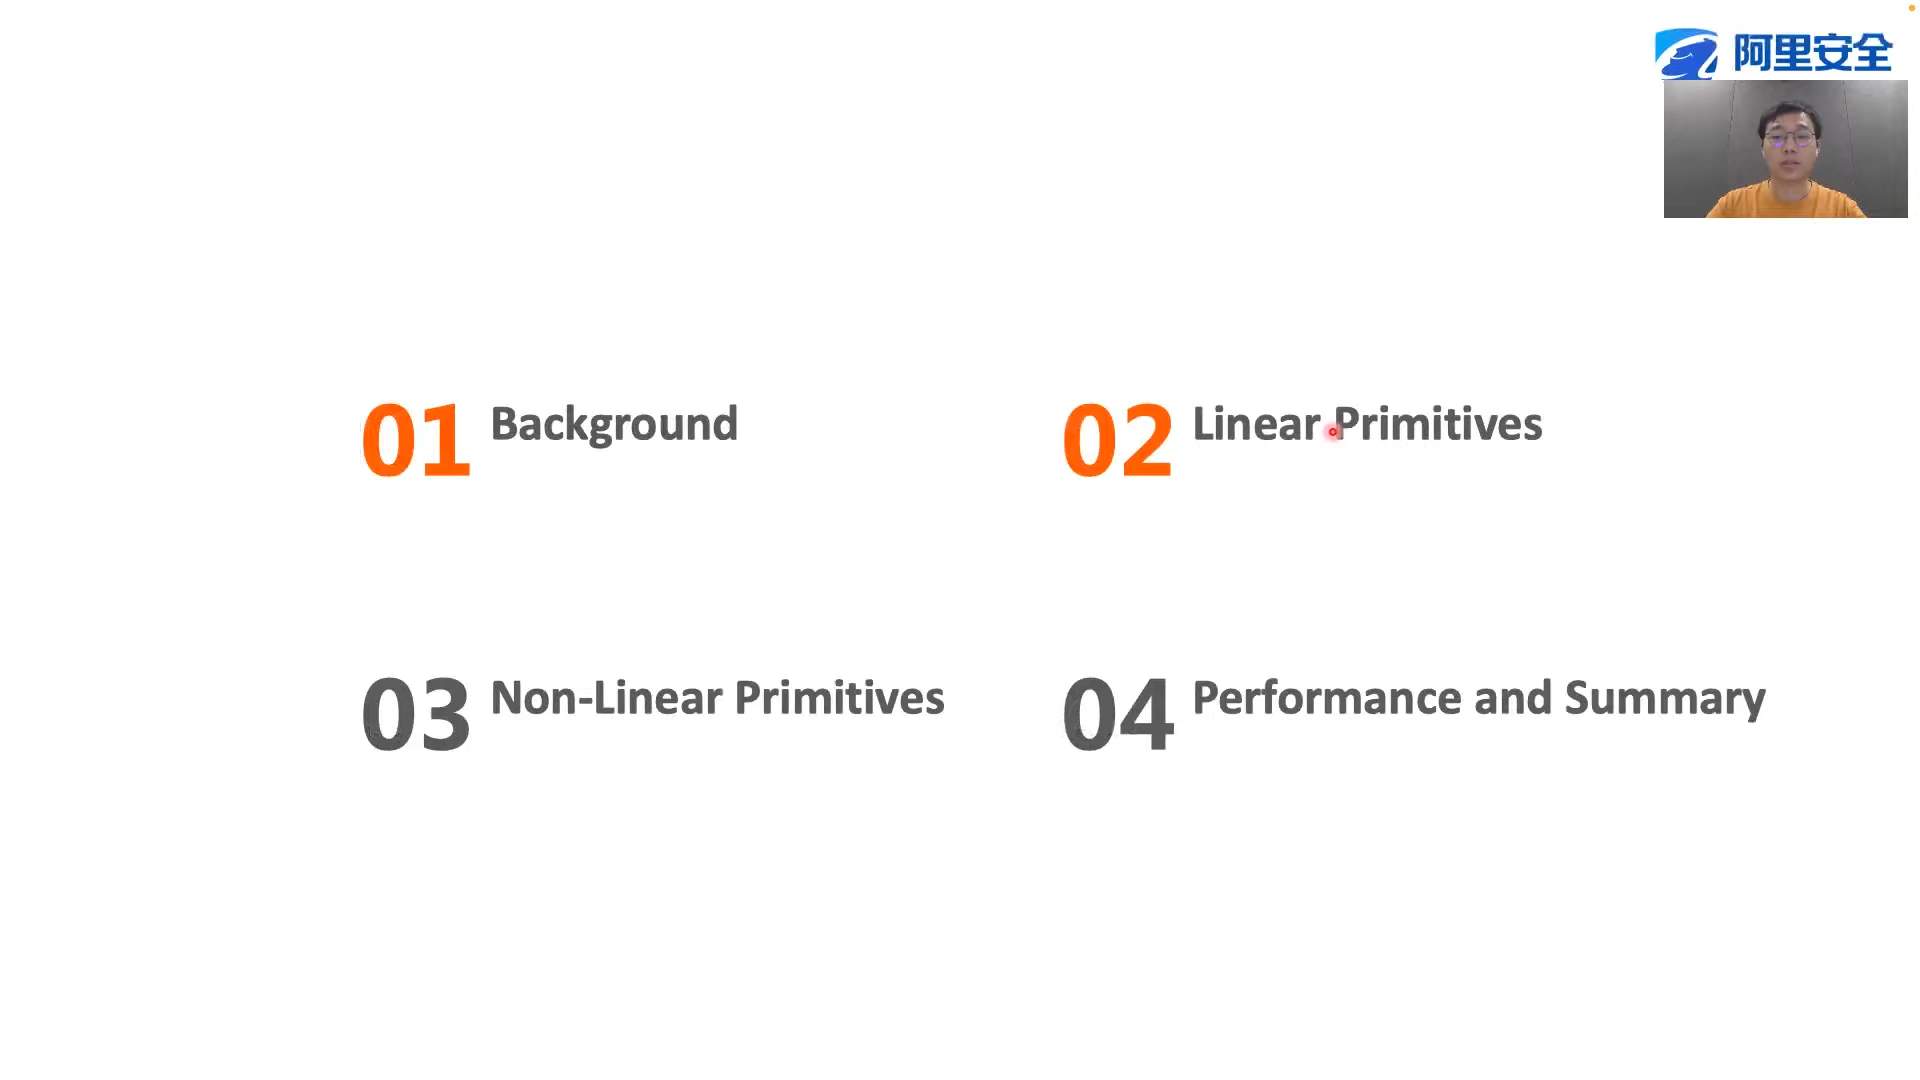 阿里安全
01 Background
02 Linear Primitives
03 Non-Linear Primitives
04 Performance and Summary